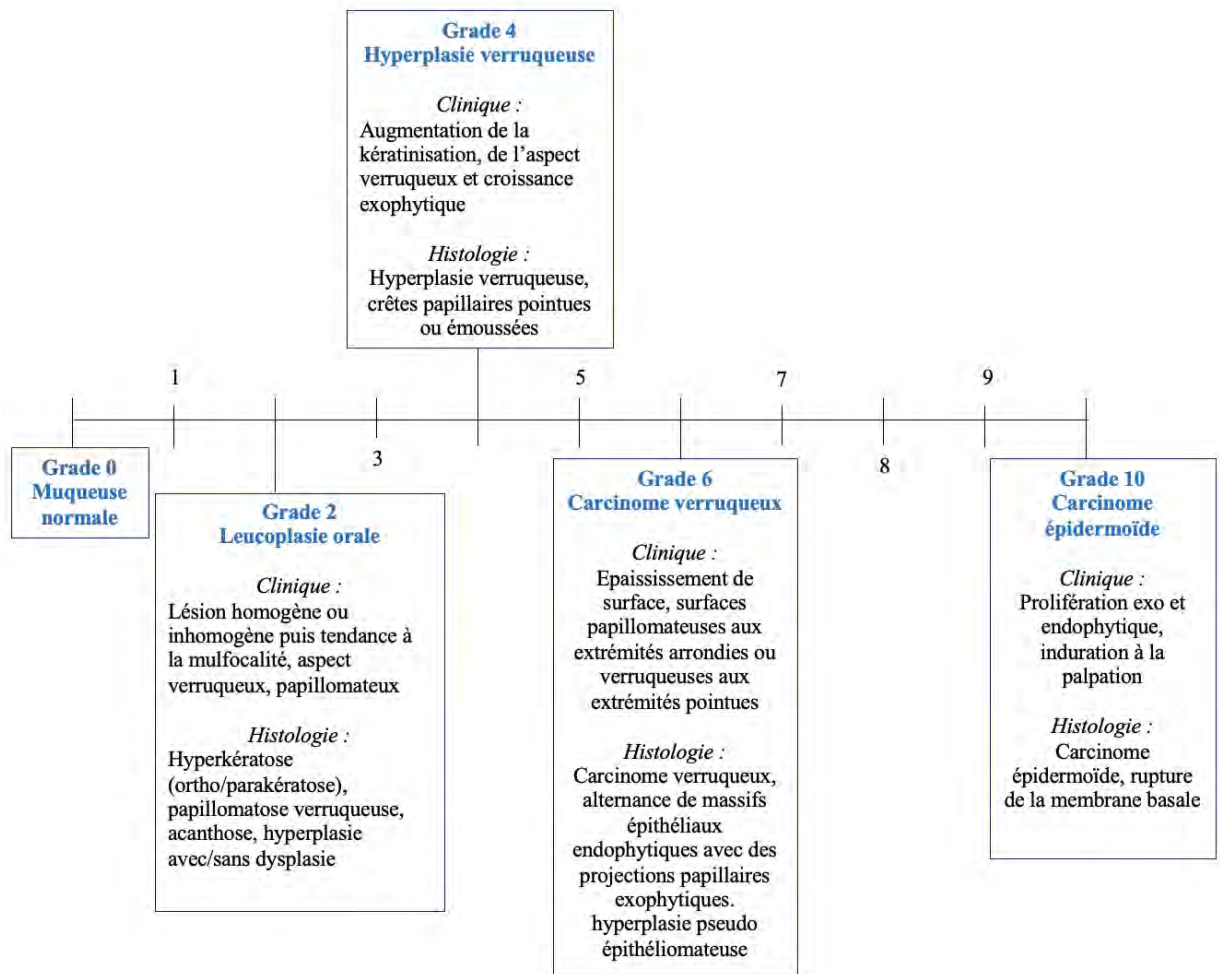 Grade 4
Hyperplasie verruqueuse
Clinique :
Augmentation de la
kératinisation, de l’aspect
verruqueux et croissance
exophytique
Histologie :
Hyperplasie verruqueuse,
crêtes papillaires pointues
ou émoussées
1
5
7
9
3
8
Grade 0
Muqueuse
normale
Grade 2
Leucoplasie orale
Clinique :
Lésion homogène ou
inhomogène puis tendance à
la mulfocalité, aspect
verruqueux, papillomateux
Histologie :
Hyperkératose
(ortho/parakératose),
papillomatose verruqueuse,
acanthose, hyperplasie
avec/sans dysplasie
Grade 6
Carcinome verruqueux
Clinique :
Epaississement de
surface, surfaces
papillomateuses aux
extrémités arrondies ou
verruqueuses aux
extrémités pointues
Histologie :
Carcinome verruqueux,
alternance de massifs
épithéliaux
endophytiques avec des
projections papillaires
exophytiques.
hyperplasie pseudo
épithéliomateuse
Grade 10
Carcinome
épidermoïde
Clinique :
Prolifération exo et
endophytique,
induration à la
palpation
Histologie :
Carcinome
épidermoïde, rupture
de la membrane basale